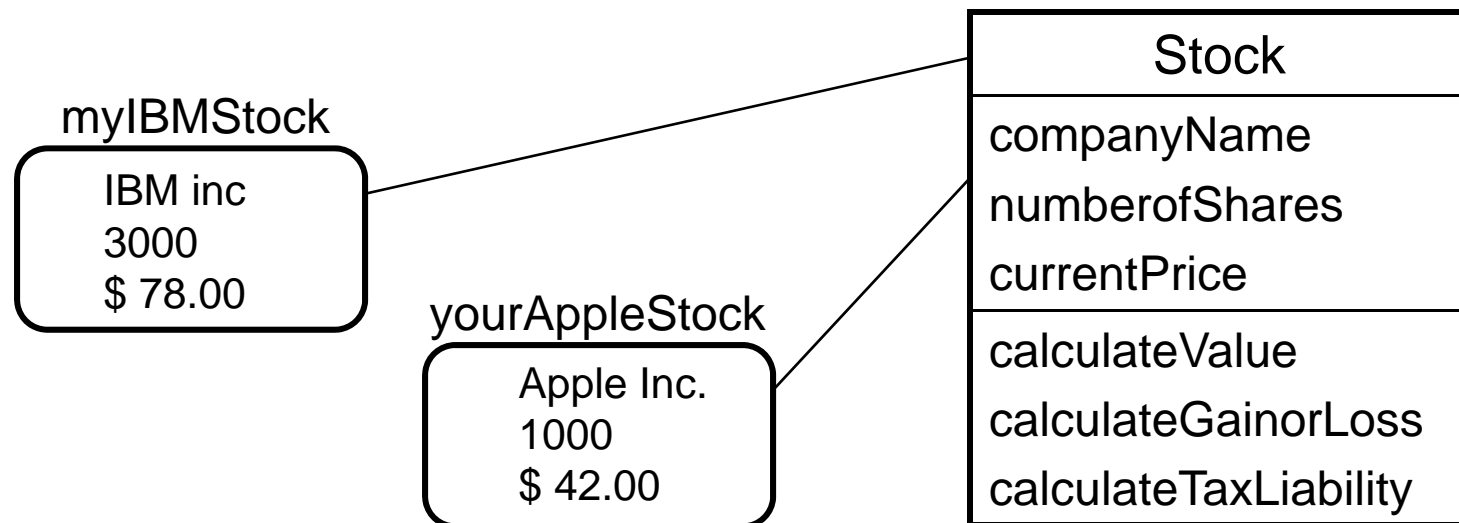 myIBMStock
IBM inc
3000
$ 78.00
yourAppleStock
Apple Inc.
1000
$ 42.00
Stock
companyName
numberofShares
currentPrice
calculateValue
calculateGainorLoss
calculateTaxLiability